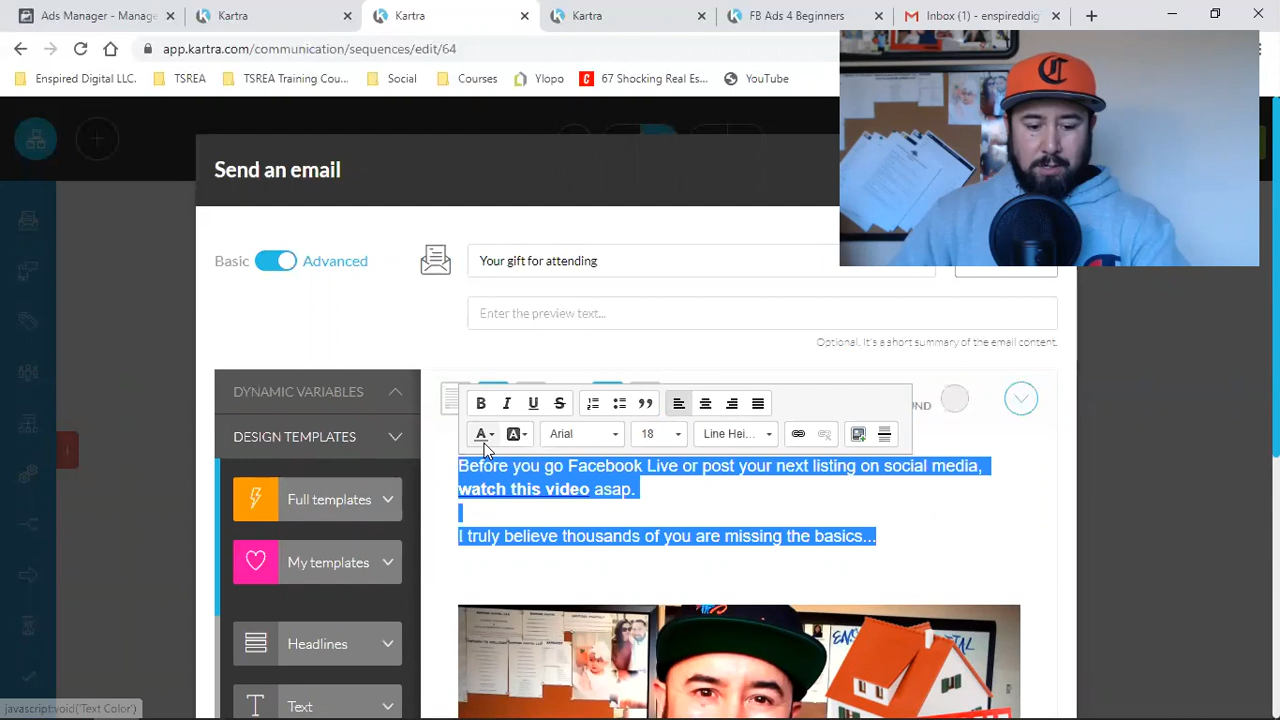 Ads Manager - Manage
Kartra
Kartra
Kartra
FB Ads 4 Beginners
Inbox (1) - enspireddig
app.kartra.com/communication/sequences/edit/64
Enspired Digital LLC.
TSREA
TSREA Training Cou...
Social
Courses
Ylopo
67 Shocking Real Es...
YouTube
Send an email
Basic
Advanced
Your gift for attending
Enter the preview text...
Optional. It's a short summary of the email content.
DYNAMIC VARIABLES
DESIGN TEMPLATES
Full templates
My templates
Headlines
Text
UND
Arial
18
Line Hei...
Before you go Facebook Live or post your next listing on social media,
watch this video asap.
I truly believe thousands of you are missing the basics...
javascript:void('Text Color')